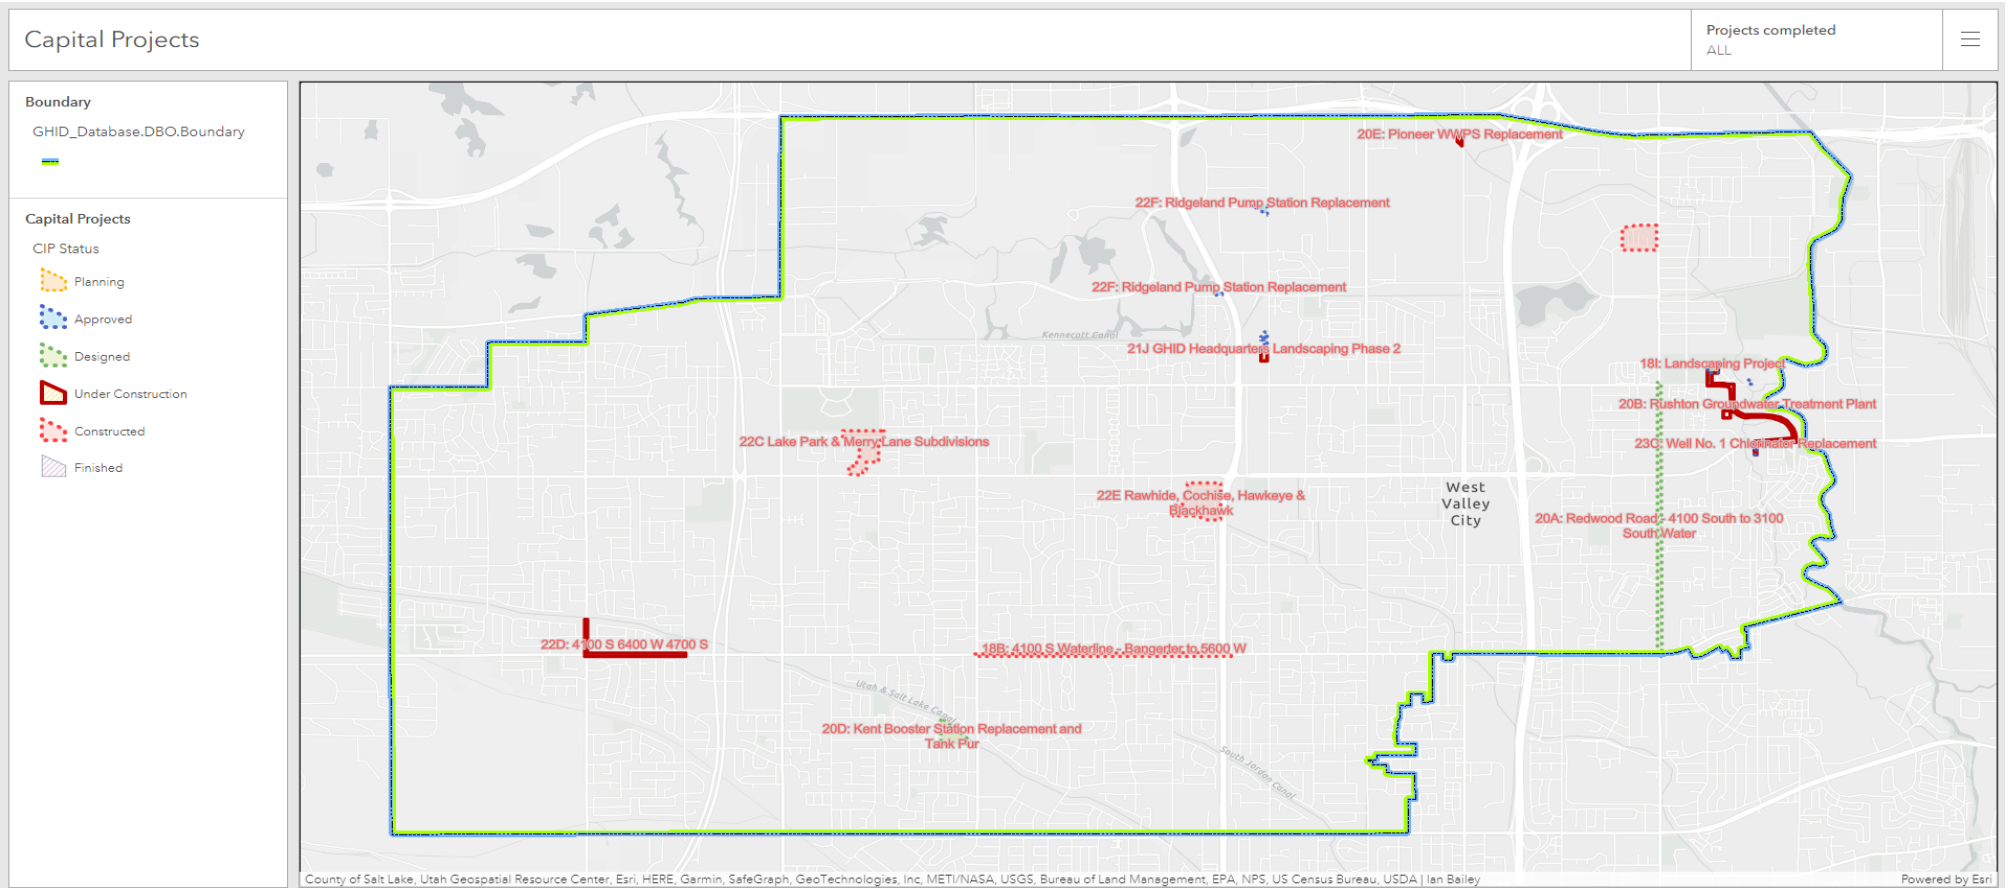 Capital Projects
Projects completed
ALL
Boundary
GHID_Database.DBO.Boundary
Capital Projects
CIP Status
Planning
Approved
Designed
Under Construction
Constructed
Finished
20E: Pioneer WWPS Replacement
22F: Ridgeland Pump Station Replacement
22F: Ridgeland Pump Station Replacement
Kennecott Canal
21J GHID Headquarters Landscaping Phase 2
18I: Landscaping Project
20B: Rushton Groundwater Treatment Plant
22C Lake Park & Merry Lane Subdivisions
23C: Well No. 1 Chlorinator Replacement
22E Rawhide, Cochise, Hawkeye &
Blackhawk
West
Valley
City
20A: Redwood Road - 4100 South to 3100
South Water
22D: 4100 S 6400 W 4700 S
18B: 4100 S Waterline - Bangerter to 5600 W
Utah & Salt Lake Canal
20D: Kent Booster Station Replacement and
Tank Pur
South Jordan Canal
County of Salt Lake, Utah Geospatial Resource Center, Esri, HERE, Garmin, SafeGraph, GeoTechnologies, Inc, METI/NASA, USGS, Bureau of Land Management, EPA, NPS, US Census Bureau, USDA | Ian Bailey
Powered by Esri